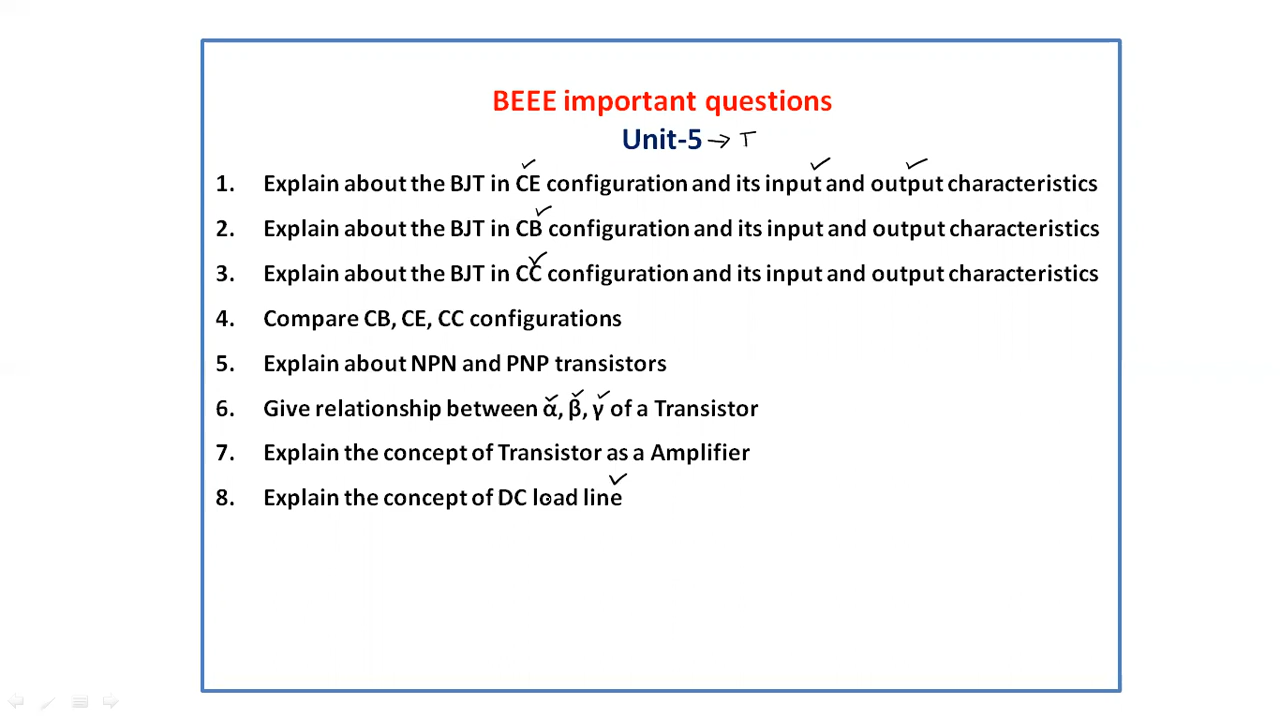 BEEE important questions
Unit-5 → T
1. Explain about the BJT in CE configuration and its input and output characteristics
2. Explain about the BJT in CB configuration and its input and output characteristics
3. Explain about the BJT in CC configuration and its input and output characteristics
4. Compare CB, CE, CC configurations
5. Explain about NPN and PNP transistors
6. Give relationship between α, β, γ of a Transistor
7. Explain the concept of Transistor as a Amplifier
8. Explain the concept of DC load line